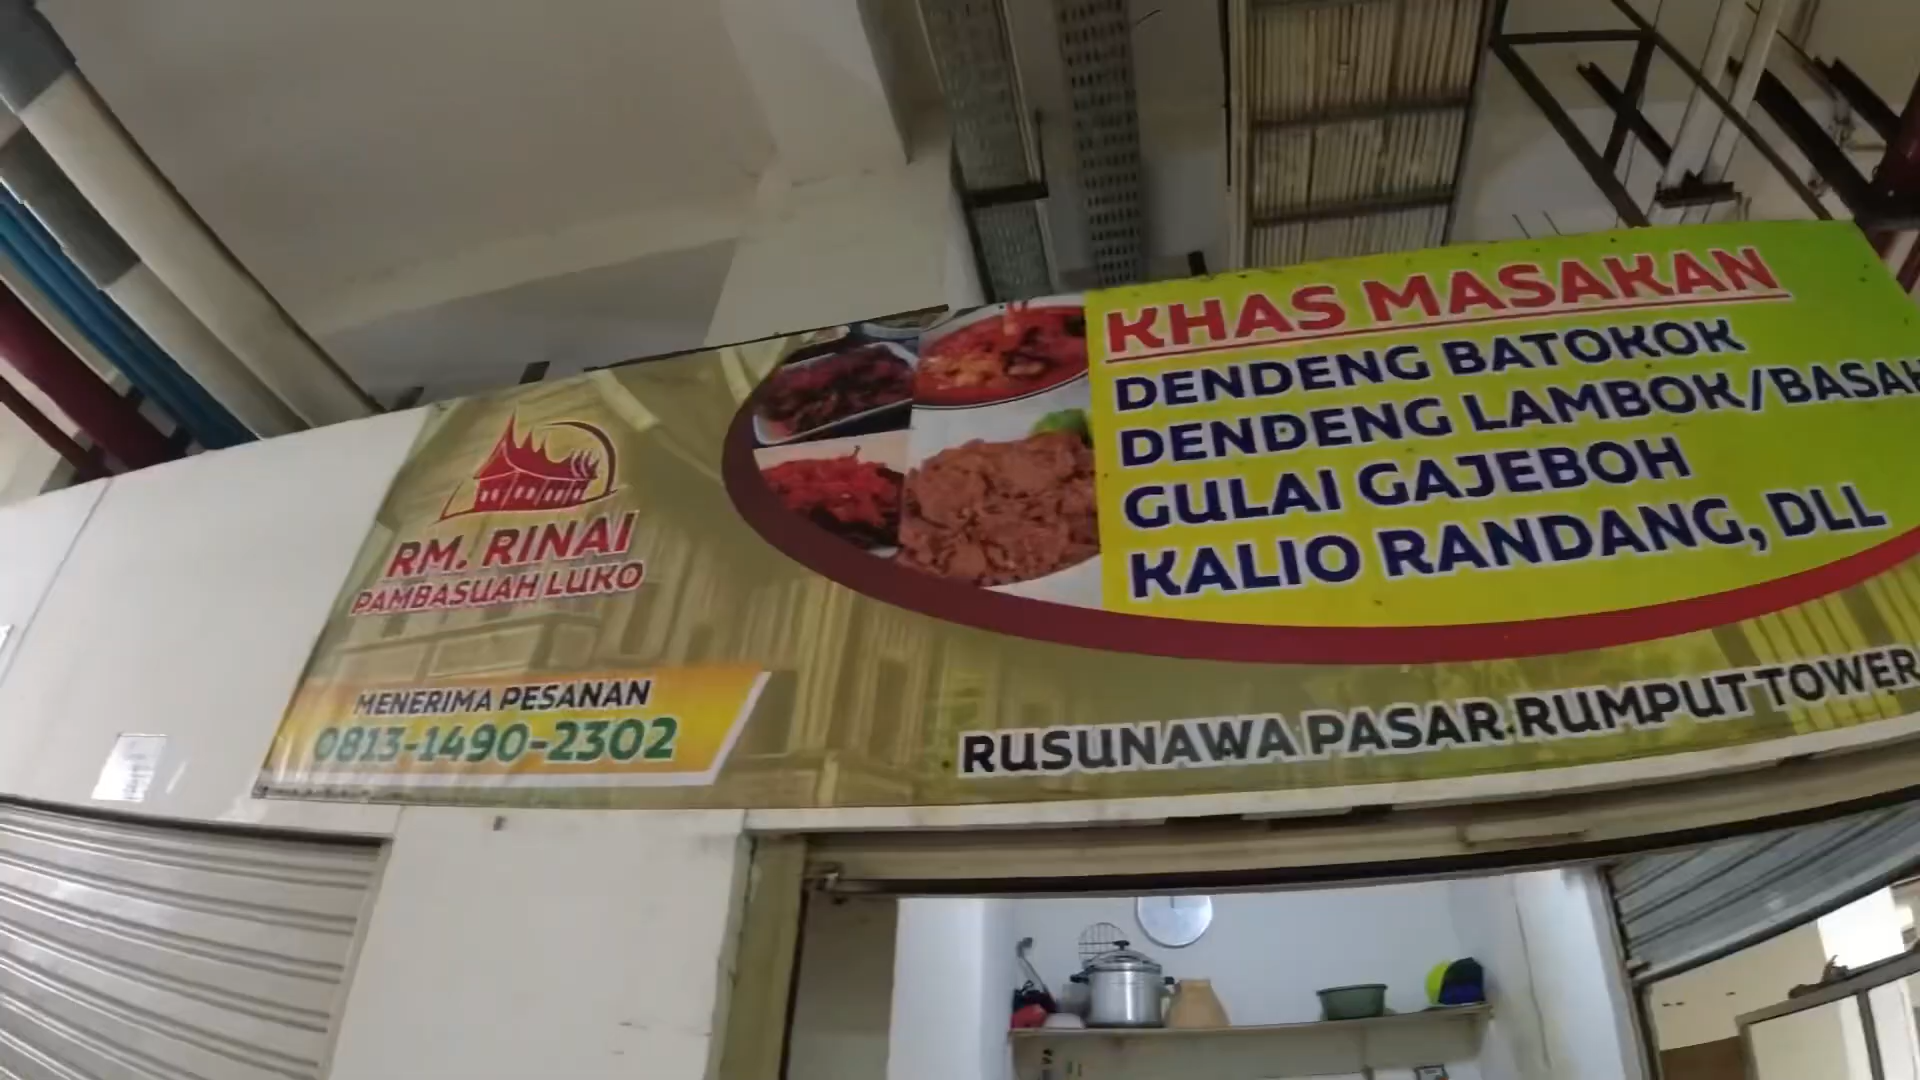 RM. RINAI
PAMBASUAH LUKO
MENERIMA PESANAN
0813-1490-2302
KHAS MASAKAN
DENDENG BATOKOK
DENDENG LAMBOK/BASAH
GULAI GAJEBOH
KALIO RANDANG, DLL
RUSUNAWA PASAR RUMPUT TOWER